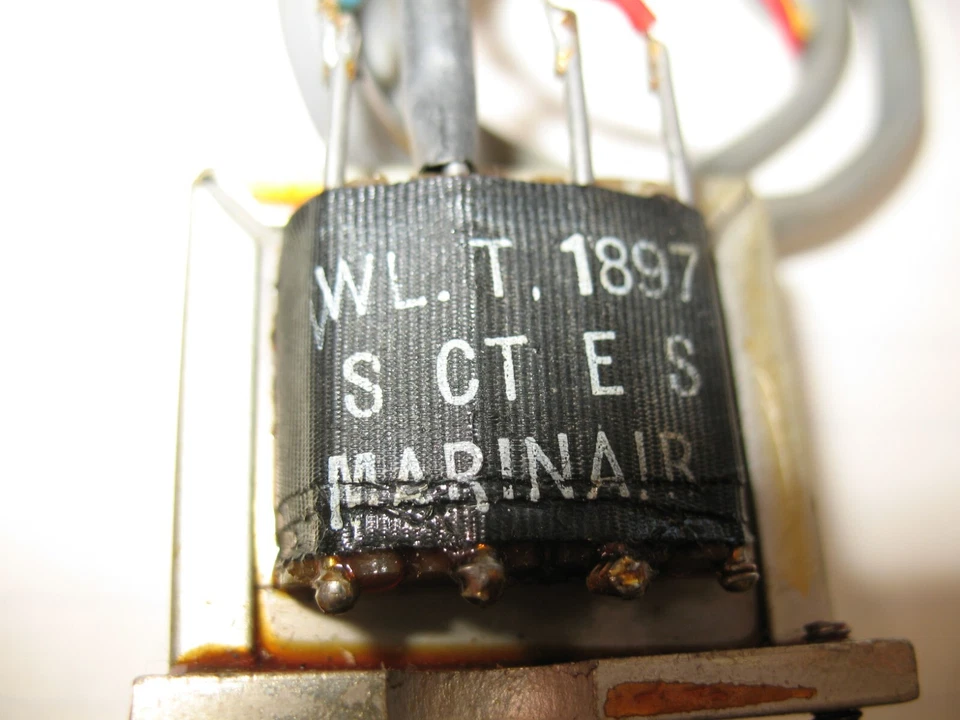 WL. T. 1897
S CT E S
MARINAIR